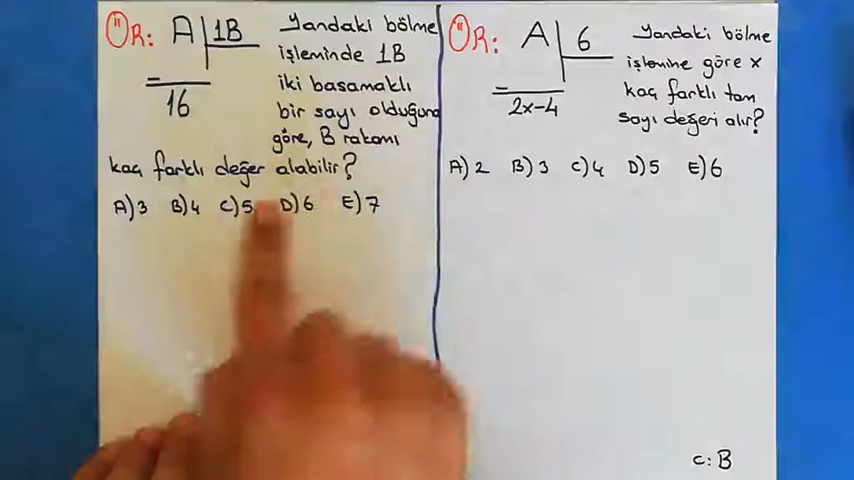 ÖR: A 1B Yandaki bölme
işleminde 1B
iki basamaklı
16 bir sayı olduğuna
göre, B rakamı
kaç farklı değer alabilir?
A)3 B)4 C)5 D)6 E)7
ÖR: A 6 Yandaki bölme
işlemine göre x
2x-4 kaç farklı tam
sayı değeri alır?
A)2 B)3 C)4 D)5 E)6
C:B